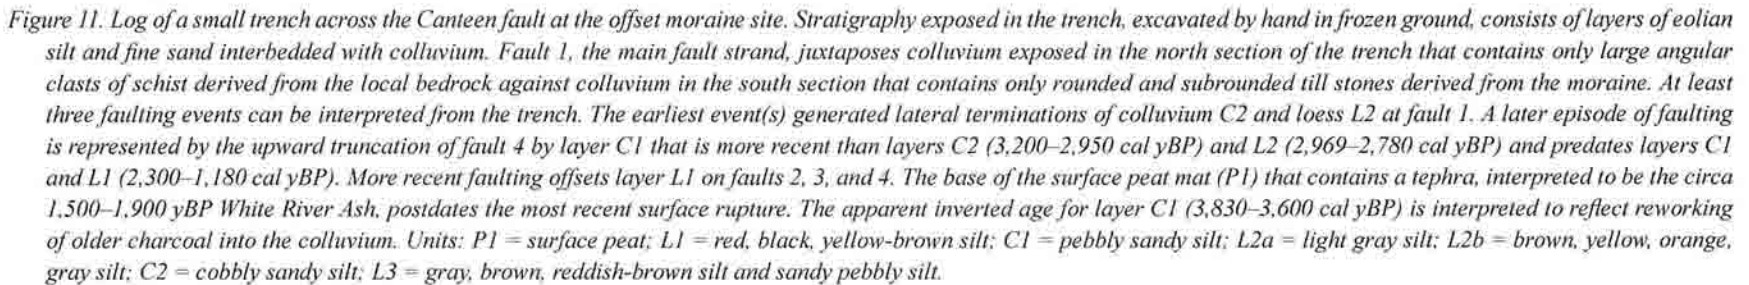 Figure 11. Log of a small trench across the Canteen fault at the offset moraine site. Stratigraphy exposed in the trench, excavated by hand in frozen ground, consists of layers of eolian
silt and fine sand interbedded with colluvium. Fault 1, the main fault strand, juxtaposes colluvium exposed in the north section of the trench that contains only large angular
clasts of schist derived from the local bedrock against colluvium in the south section that contains only rounded and subrounded till stones derived from the moraine. At least
three faulting events can be interpreted from the trench. The earliest event(s) generated lateral terminations of colluvium C2 and loess L2 at fault 1. A later episode of faulting
is represented by the upward truncation of fault 4 by layer C1 that is more recent than layers C2 (3,200–2,950 cal yBP) and L2 (2,969–2,780 cal yBP) and predates layers C1
and L1 (2,300–1,180 cal yBP). More recent faulting offsets layer L1 on faults 2, 3, and 4. The base of the surface peat mat (P1) that contains a tephra, interpreted to be the circa
1,500–1,900 yBP White River Ash, postdates the most recent surface rupture. The apparent inverted age for layer C1 (3,830–3,600 cal yBP) is interpreted to reflect reworking
of older charcoal into the colluvium. Units: P1 = surface peat; L1 = red, black, yellow-brown silt; C1 = pebbly sandy silt; L2a = light gray silt; L2b = brown, yellow, orange,
gray silt; C2 = cobbly sandy silt; L3 = gray, brown, reddish-brown silt and sandy pebbly silt.